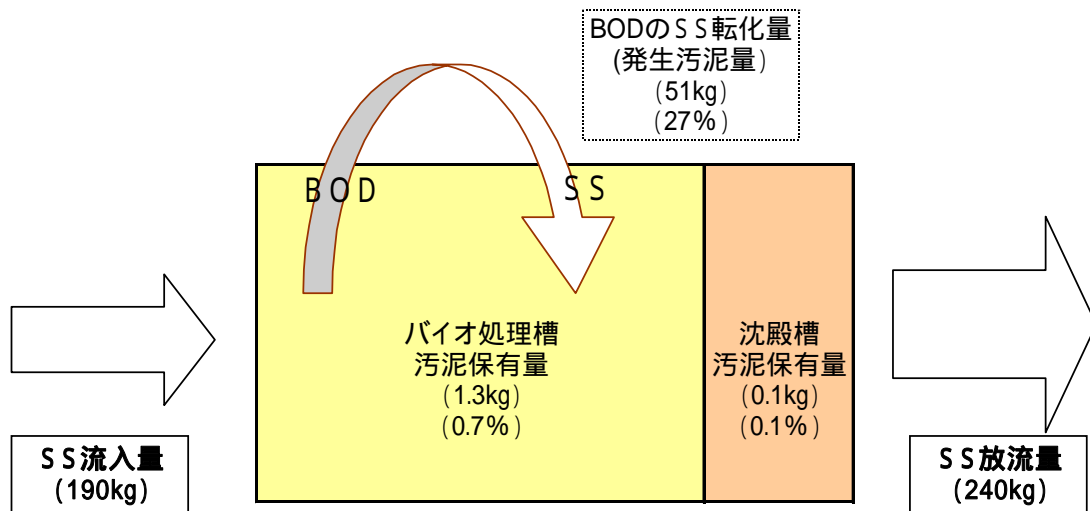 BODのSS転化量
(発生汚泥量)
(51kg)
(27%)
BOD
SS
バイオ処理槽
汚泥保有量
(1.3kg)
(0.7%)
沈殿槽
汚泥保有量
(0.1kg)
(0.1%)
SS流入量
(190kg)
SS放流量
(240kg)